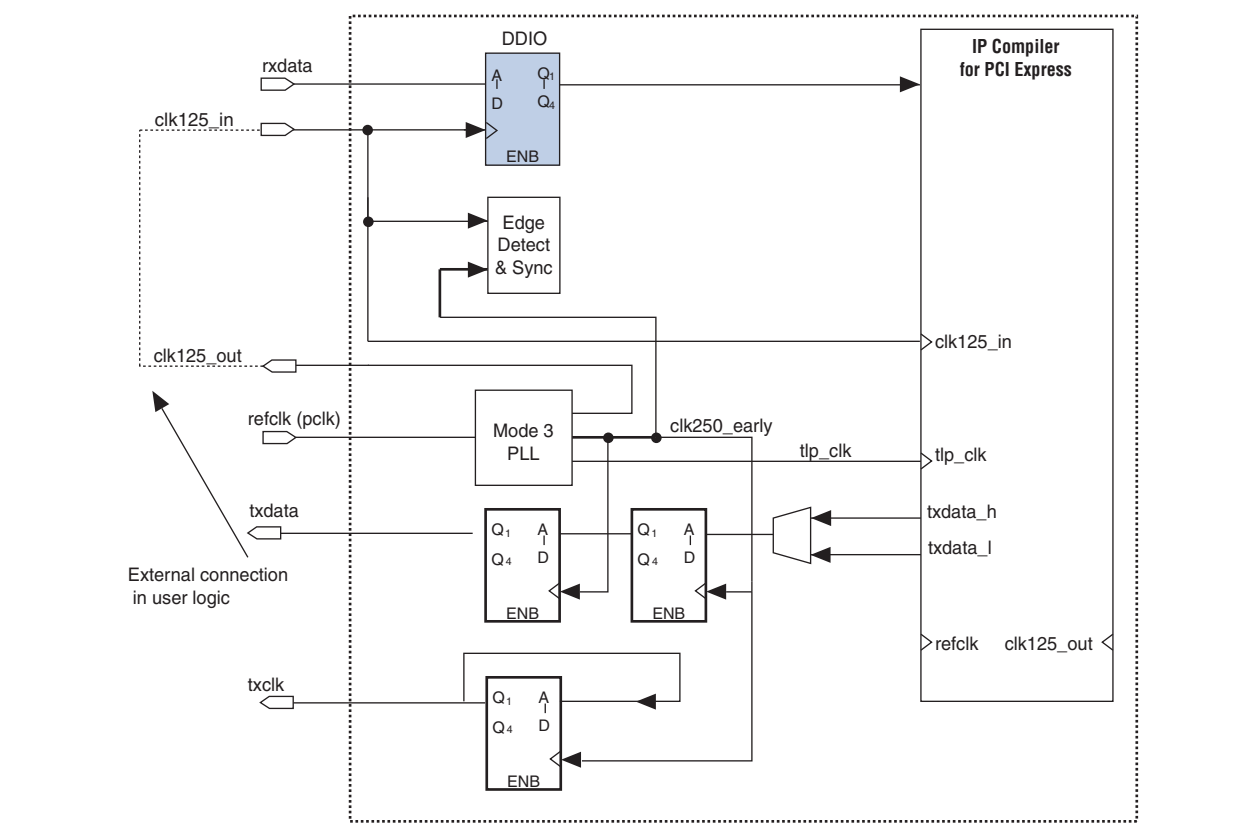 DDIO
IP Compiler
for PCI Express
rxdata
A
D
Q1
Q4
clk125_in
ENB
Edge
Detect
& Sync
clk125_in
clk125_out
refclk (pclk)
Mode 3
PLL
clk250_early
tlp_clk
tlp_clk
txdata
Q1
Q4
A
D
ENB
Q1
Q4
A
D
ENB
txdata_h
txdata_l
External connection
in user logic
refclk
clk125_out
txclk
Q1
Q4
A
D
ENB